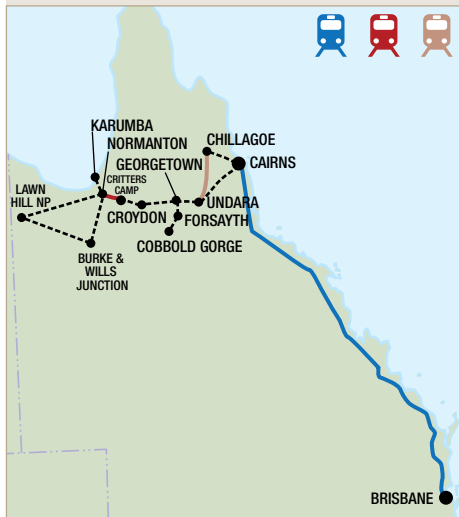 KARUMBA
NORMANTON
CHILLAGOE
GEORGETOWN
CAIRNS
CRITTERS
CAMP
LAWN
HILL NP
UNDARA
CROYDON
FORSAYTH
COBBOLD GORGE
BURKE &
WILLS
JUNCTION
BRISBANE